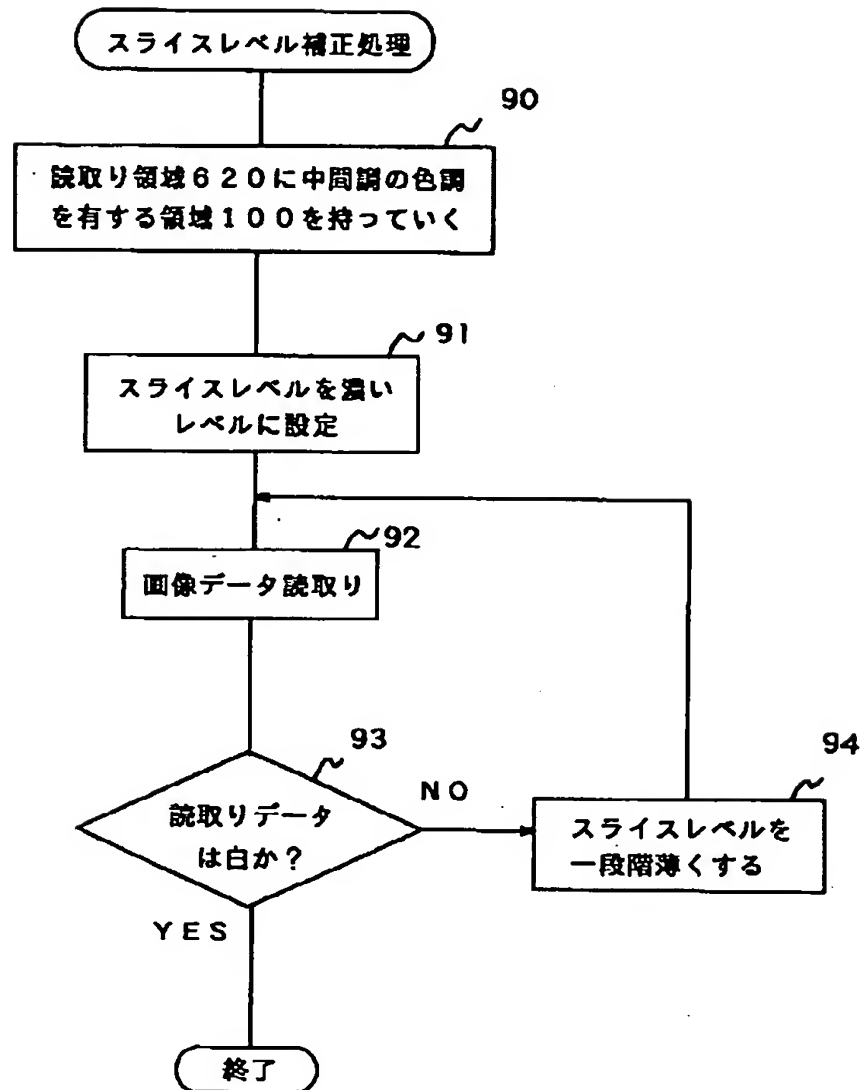 スライスレベル補正処理
90
読取り領域620に中間調の色調
を有する領域100を持っていく
91
スライスレベルを濃い
レベルに設定
92
画像データ読取り
93
読取りデータ
は白か?
NO
94
スライスレベルを
一段階薄くする
YES
終了